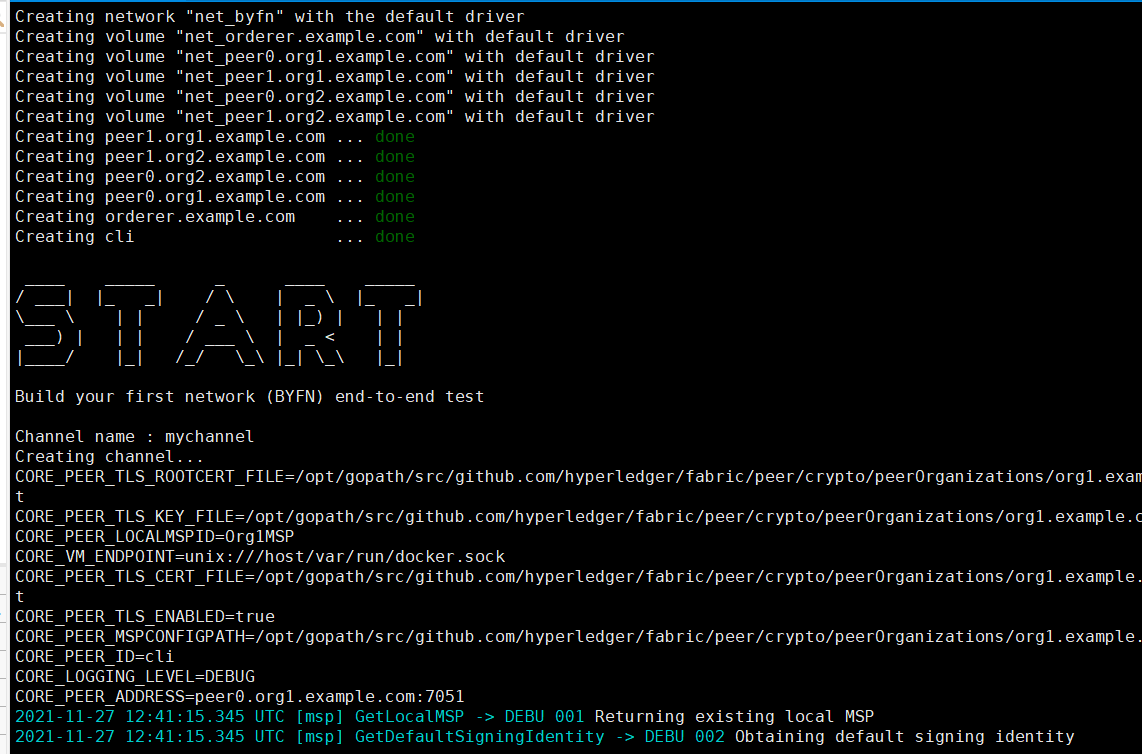 Creating network "net_byfn" with the default driver
Creating volume "net_orderer.example.com" with default driver
Creating volume "net_peer0.org1.example.com" with default driver
Creating volume "net_peer1.org1.example.com" with default driver
Creating volume "net_peer0.org2.example.com" with default driver
Creating volume "net_peer1.org2.example.com" with default driver
Creating peer1.org1.example.com ... done
Creating peer1.org2.example.com ... done
Creating peer0.org2.example.com ... done
Creating peer0.org1.example.com ... done
Creating orderer.example.com    ... done
Creating cli                    ... done
START
Build your first network (BYFN) end-to-end test
Channel name : mychannel
Creating channel...
CORE_PEER_TLS_ROOTCERT_FILE=/opt/gopath/src/github.com/hyperledger/fabric/peer/crypto/peerOrganizations/org1.exam
t
CORE_PEER_TLS_KEY_FILE=/opt/gopath/src/github.com/hyperledger/fabric/peer/crypto/peerOrganizations/org1.example.c
CORE_PEER_LOCALMSPID=Org1MSP
CORE_VM_ENDPOINT=unix:///host/var/run/docker.sock
CORE_PEER_TLS_CERT_FILE=/opt/gopath/src/github.com/hyperledger/fabric/peer/crypto/peerOrganizations/org1.example.
t
CORE_PEER_TLS_ENABLED=true
CORE_PEER_MSPCONFIGPATH=/opt/gopath/src/github.com/hyperledger/fabric/peer/crypto/peerOrganizations/org1.example.
CORE_PEER_ID=cli
CORE_LOGGING_LEVEL=DEBUG
CORE_PEER_ADDRESS=peer0.org1.example.com:7051
2021-11-27 12:41:15.345 UTC [msp] GetLocalMSP -> DEBU 001 Returning existing local MSP
2021-11-27 12:41:15.345 UTC [msp] GetDefaultSigningIdentity -> DEBU 002 Obtaining default signing identity